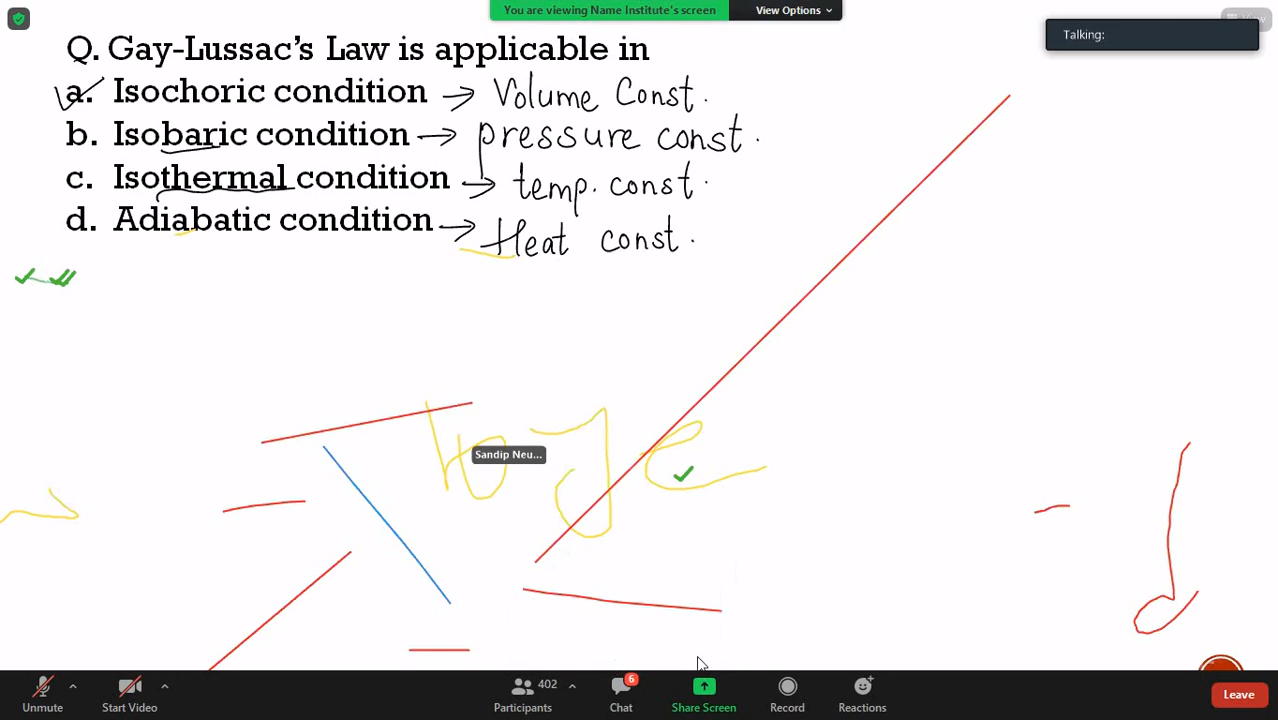 You are viewing Name Institute's screen View Options
View
Talking:
Q. Gay-Lussac's Law is applicable in
a. Isochoric condition → Volume Const.
b. Isobaric condition → pressure const.
c. Isothermal condition → temp. const.
d. Adiabatic condition → Heat const.
Sandip Neu...
Unmute
Start Video
402
Participants
6
Chat
Share Screen
Record
Reactions
Leave